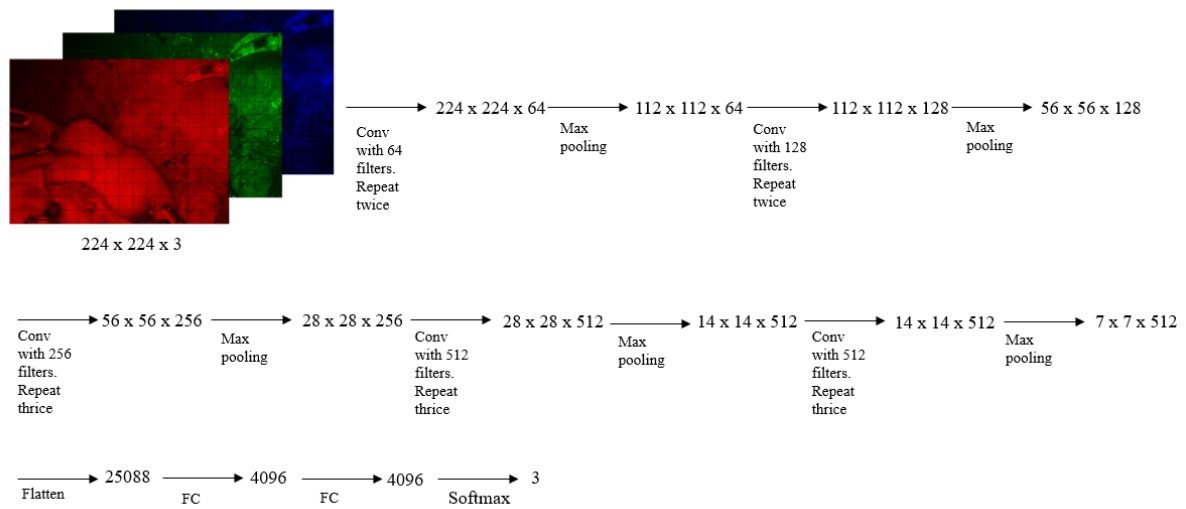 224 x 224 x 3
Conv
with 64
filters.
Repeat
twice
224 x 224 x 64
Max
pooling
112 x 112 x 64
Conv
with 128
filters.
Repeat
twice
112 x 112 x 128
Max
pooling
56 x 56 x 128
Conv
with 256
filters.
Repeat
thrice
56 x 56 x 256
Max
pooling
28 x 28 x 256
Conv
with 512
filters.
Repeat
thrice
28 x 28 x 512
Max
pooling
14 x 14 x 512
Conv
with 512
filters.
Repeat
thrice
14 x 14 x 512
Max
pooling
7 x 7 x 512
Flatten
25088
FC
4096
FC
4096
Softmax
3